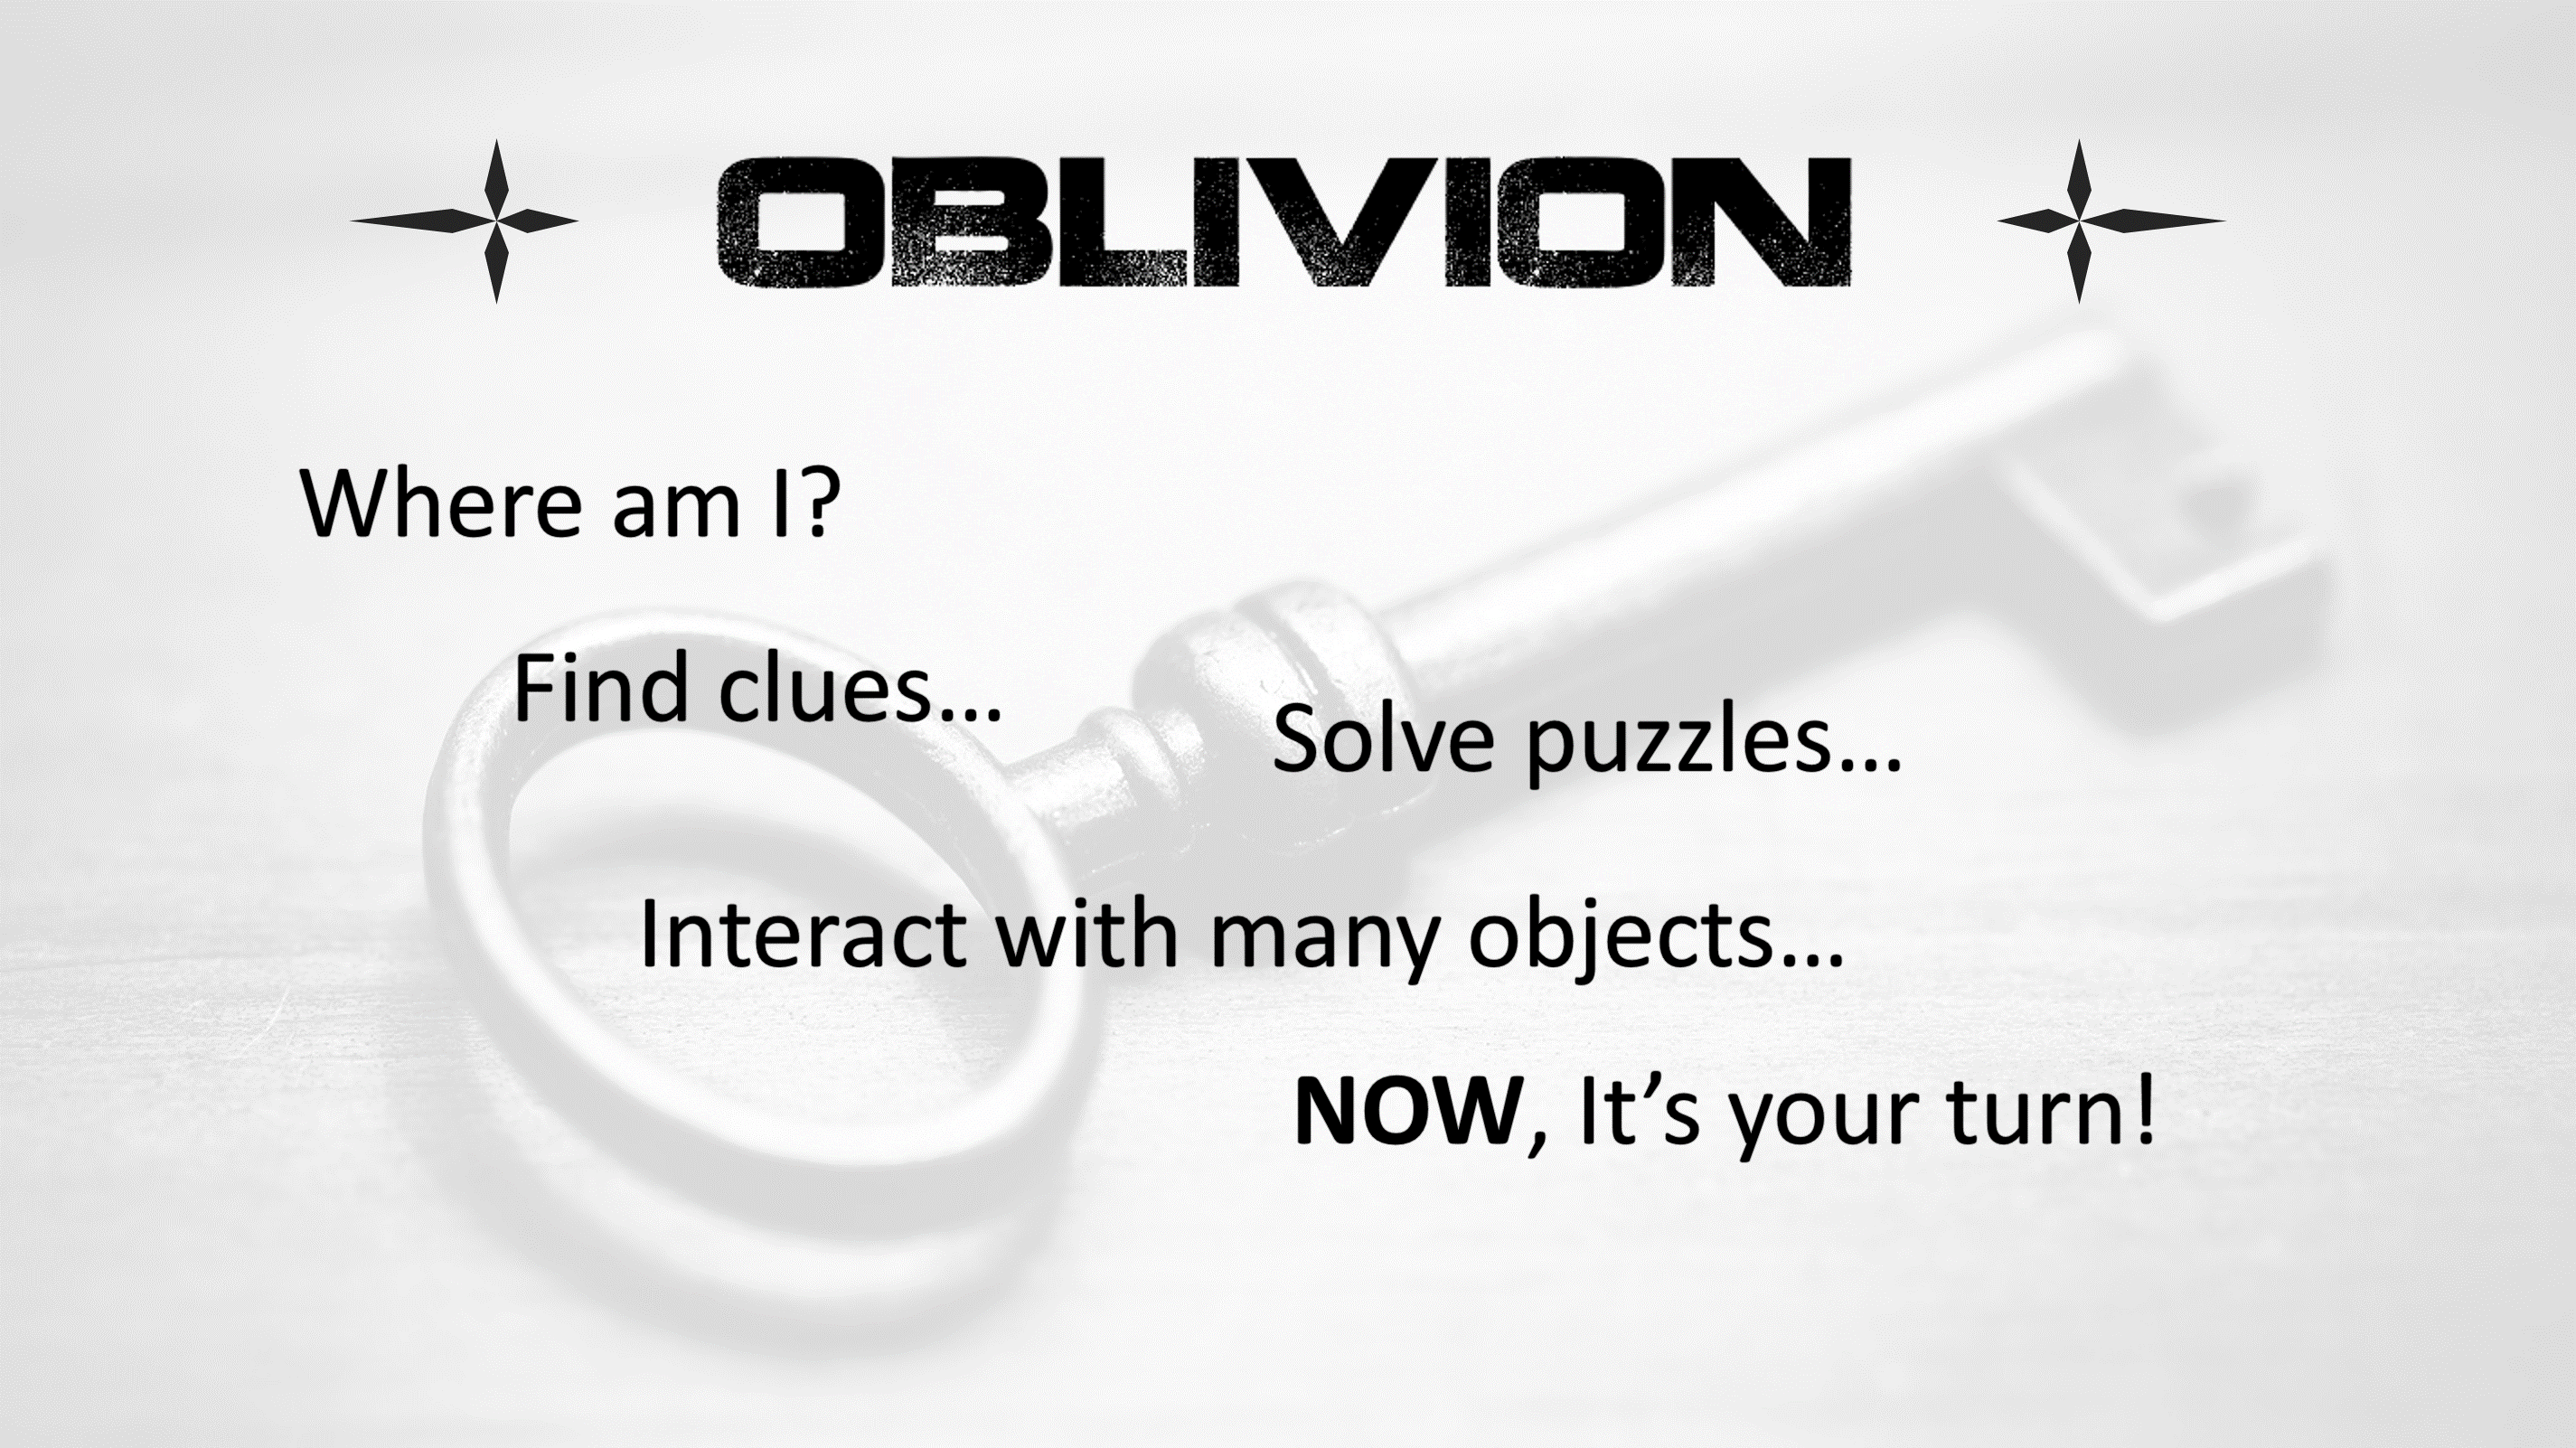 OBLIVION
Where am I?
Find clues...
Solve puzzles...
Interact with many objects...
NOW, It’s your turn!